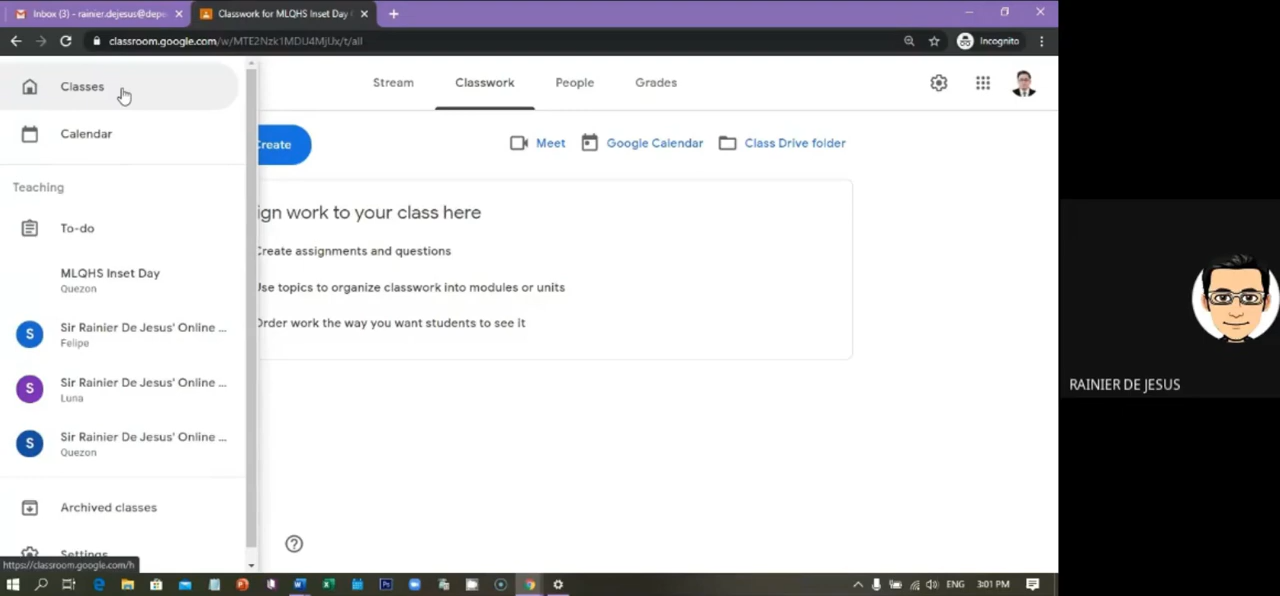 Inbox (3) - rainier.dejesus@depe
Classwork for MLQHS Inset Day
classroom.google.com/w/MTE2Nzk1MDU4MjUx/t/all
Incognito
Classes
Stream
Classwork
People
Grades
Calendar
Create
Meet
Google Calendar
Class Drive folder
Teaching
ign work to your class here
To-do
Create assignments and questions
MLQHS Inset Day
Quezon
Use topics to organize classwork into modules or units
Sir Rainier De Jesus' Online ...
Felipe
Order work the way you want students to see it
S
Sir Rainier De Jesus' Online ...
Luna
S
Sir Rainier De Jesus' Online ...
Quezon
S
RAINIER DE JESUS
Archived classes
Settings
https://classroom.google.com/h
ENG
3:01 PM